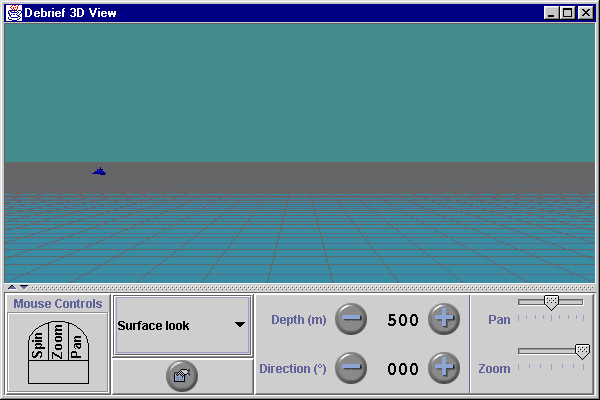 Debrief 3D View
Mouse Controls
Spin
Zoom
Pan
Surface look
Depth (m)
500
Direction (°)
000
Pan
Zoom